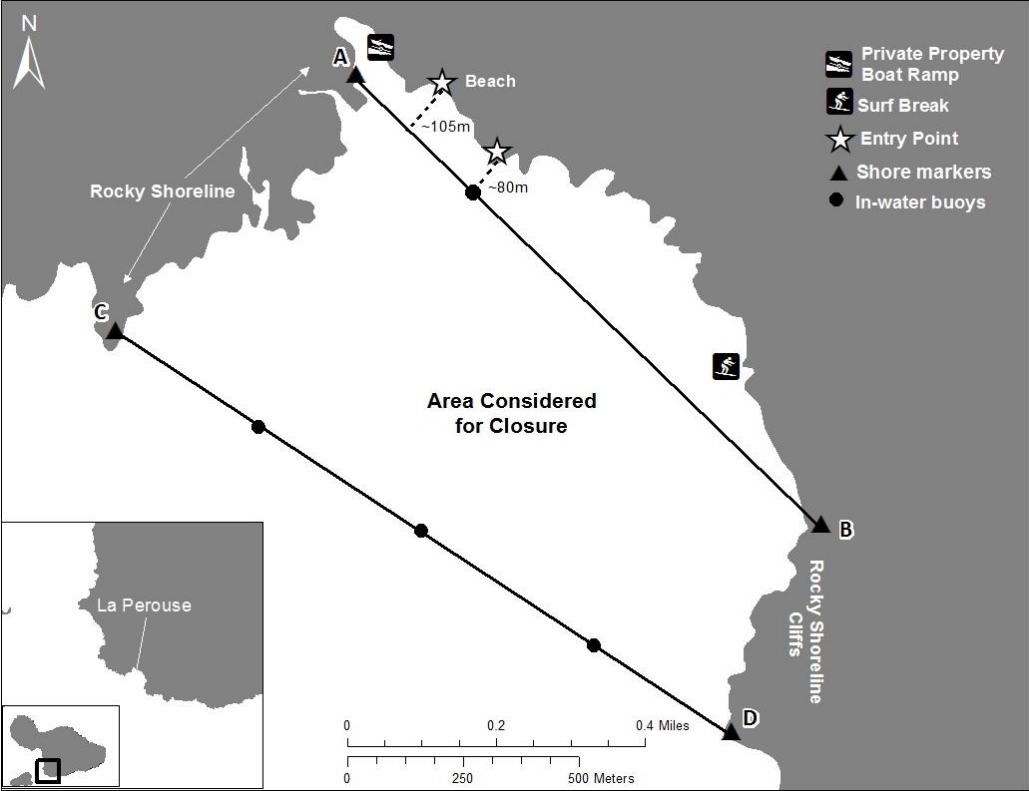 N
A
Beach
~105m
~80m
Private Property
Boat Ramp
Surf Break
Entry Point
Shore markers
In-water buoys
Rocky Shoreline
C
Area Considered
for Closure
B
Rocky Shoreline
Cliffs
La Perouse
D
0 0.2 0.4 Miles
0 250 500 Meters